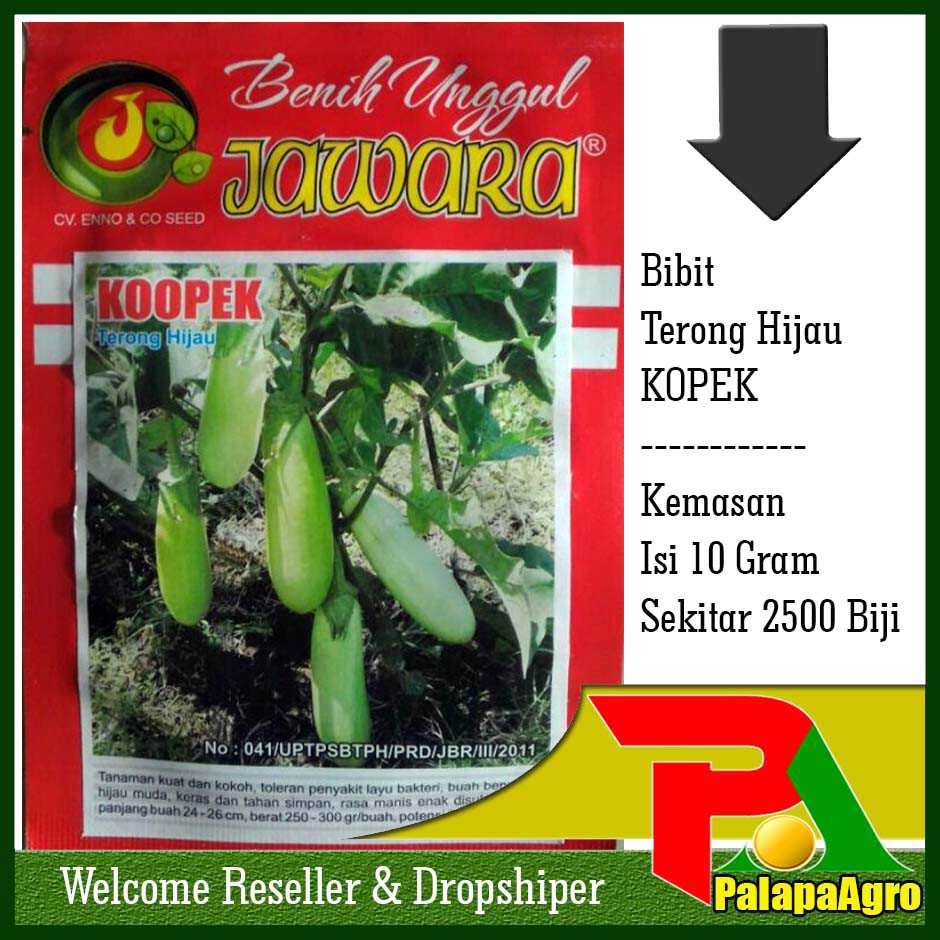 Benih Unggul
JAWARA®
CV. ENNO & CO SEED
KOOPEK
Terong Hijau
No : 041/UPTPSBTPH/PRD/JBR/III/2011
Tanaman kuat dan kokoh, toleran penyakit layu bakteri, buah
hijau muda, keras dan tahan simpan, rasa manis enak
panjang buah 24 - 26 cm, berat 250 - 300 gr/buah,
Bibit
Terong Hijau
KOPEK
------------
Kemasan
Isi 10 Gram
Sekitar 2500 Biji
PA
PalapaAgro
Welcome Reseller & Dropshiper